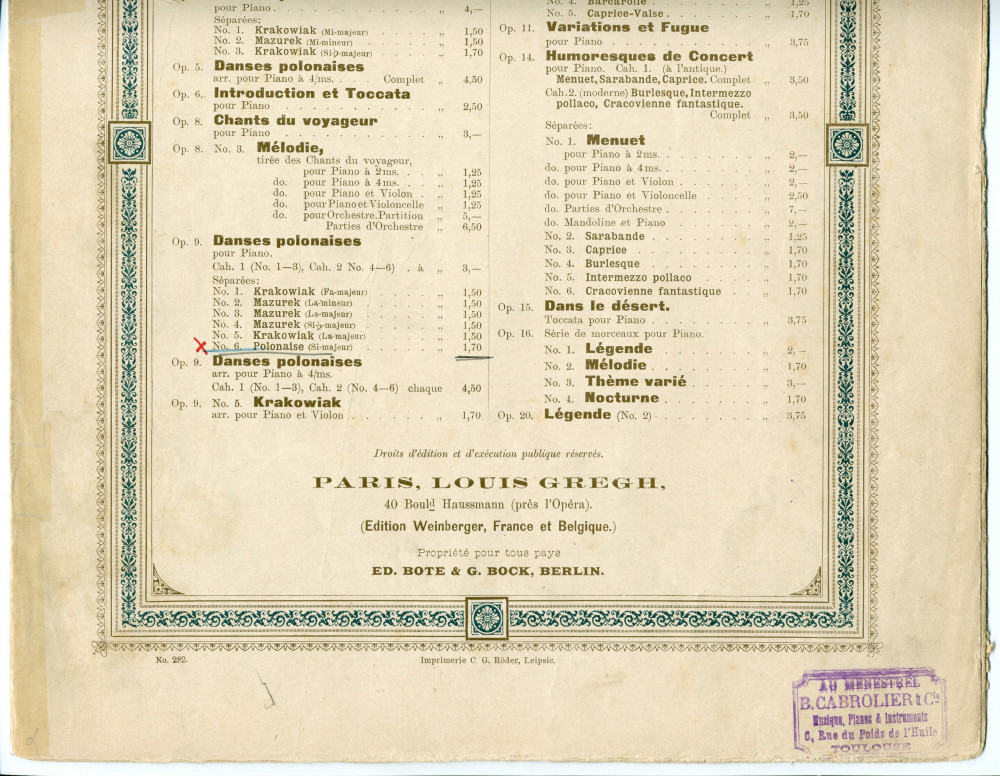 pour Piano . . . . . . . . . „ 4,—
Séparées:
No. 1. Krakowiak (Mi-majeur) . . . . „ 1,50
No. 2. Mazurek (Mi-mineur) . . . . „ 1,50
No. 3. Krakowiak (Si-♭-majeur) . . . . „ 1,70
Op. 5. Danses polonaises
arr. pour Piano à 4/ms. . . . Complet „ 4,50
Op. 6. Introduction et Toccata
pour Piano . . . . . . . . . „ 2,50
Op. 8. Chants du voyageur
pour Piano . . . . . . . . . „ 3,—
Op. 8. No. 3. Mélodie,
tirée des Chants du voyageur,
pour Piano à 2ms. . . „ 1,25
do. pour Piano à 4ms. . . „ 1,25
do. pour Piano et Violon . „ 1,25
do. pour Piano et Violoncelle „ 1,25
do. pour Orchestre. Partition „ 5,—
Parties d'Orchestre „ 6,50
Op. 9. Danses polonaises
pour Piano.
Cah. 1 (No. 1—3), Cah. 2 No. 4—6) . à „ 3,—
Séparées:
No. 1. Krakowiak (Fa-majeur) . . . . „ 1,50
No. 2. Mazurek (La-mineur) . . . . „ 1,50
No. 3. Mazurek (La-majeur) . . . . „ 1,50
No. 4. Mazurek (Si-♭-majeur) . . . . „ 1,50
No. 5. Krakowiak (La-majeur) . . . . „ 1,50
No. 6. Polonaise (Si-majeur) . . . . „ 1,70
Op. 9. Danses polonaises
arr. pour Piano à 4/ms.
Cah. 1 (No. 1—3), Cah. 2 (No. 4—6) chaque 4,50
Op. 9. No. 5. Krakowiak
arr. pour Piano et Violon . . . . . . „ 1,70
No. 4. Barcarolle . . . . „ 1,25
No. 5. Caprice-Valse . . . . „ 1,70
Op. 11. Variations et Fugue
pour Piano . . . . . . . . „ 3,75
Op. 14. Humoresques de Concert
pour Piano. Cah. 1. (à l'antique.)
Menuet, Sarabande, Caprice. Complet „ 3,50
Cah. 2. (moderne) Burlesque, Intermezzo
pollaco, Cracovienne fantastique.
Complet „ 3,50
Séparées:
No. 1. Menuet
pour Piano à 2ms. . . . . . . „ 2,—
do. pour Piano à 4ms. . . . . . . „ 2,—
do. pour Piano et Violon . . . . . „ 2,—
do. pour Piano et Violoncelle . . . . „ 2,50
do. Parties d'Orchestre . . . . . . „ 7,—
do. Mandoline et Piano . . . . . . „ 2,—
No. 2. Sarabande . . . . . . . „ 1,25
No. 3. Caprice . . . . . . . „ 1,70
No. 4. Burlesque . . . . . . . „ 1,70
No. 5. Intermezzo pollaco . . . . „ 1,70
No. 6. Cracovienne fantastique . . . „ 1,70
Op. 15. Dans le désert.
Toccata pour Piano . . . . . . . „ 3,75
Op. 16. Série de morceaux pour Piano.
No. 1. Légende . . . . . . . „ 2,—
No. 2. Mélodie . . . . . . . „ 1,70
No. 3. Thème varié . . . . . „ 3,—
No. 4. Nocturne . . . . . . . „ 1,70
Op. 20. Légende (No. 2) . . . . . . . „ 3,75
Droits d'édition et d'exécution publique réservés.
PARIS, LOUIS GREGH,
40 Bould Haussmann (près l'Opéra).
(Edition Weinberger, France et Belgique.)
Propriété pour tous pays
ED. BOTE & G. BOCK, BERLIN.
No. 282.
Imprimerie C. G. Röder, Leipsic.
AU MENESTREL
B. CABROLIER & Cie
Musique, Pianos & Instruments
6, Rue du Poids de l'Huile
TOULOUSE